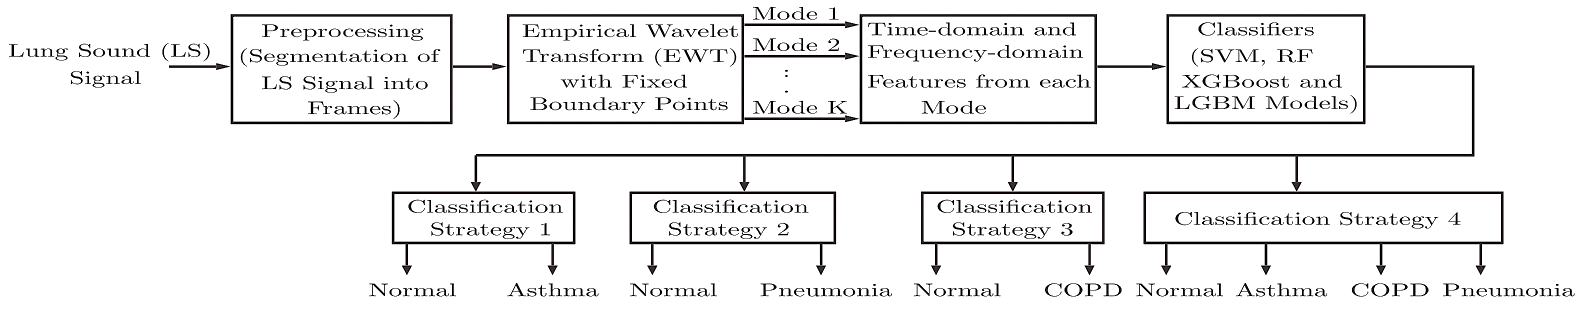 Lung Sound (LS)
Signal
Preprocessing
(Segmentation of
LS Signal into
Frames)
Empirical Wavelet
Transform (EWT)
with Fixed
Boundary Points
Mode 1
Mode 2
:
.
Mode K
Time-domain and
Frequency-domain
Features from each
Mode
Classifiers
(SVM, RF
XGBoost and
LGBM Models)
Classification
Strategy 1
Classification
Strategy 2
Classification
Strategy 3
Classification Strategy 4
Normal
Asthma
Normal
Pneumonia
Normal
COPD
Normal
Asthma
COPD
Pneumonia